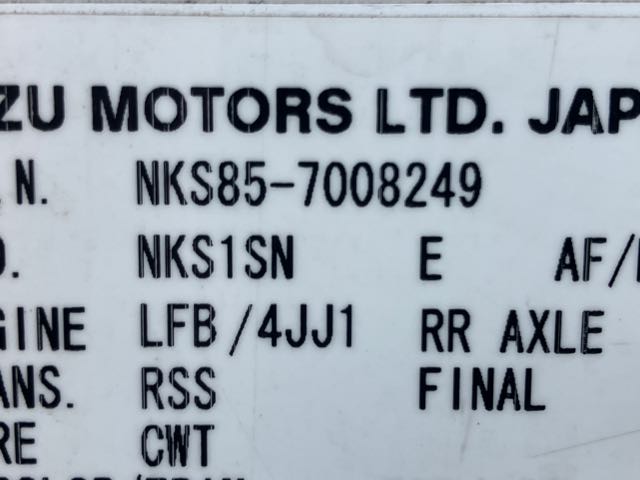 ZU MOTORS LTD. JAP
.N. NKS85-7008249
D. NKS1SN E AF/
GINE LFB/4JJ1 RR AXLE
ANS. RSS FINAL
RE CWT